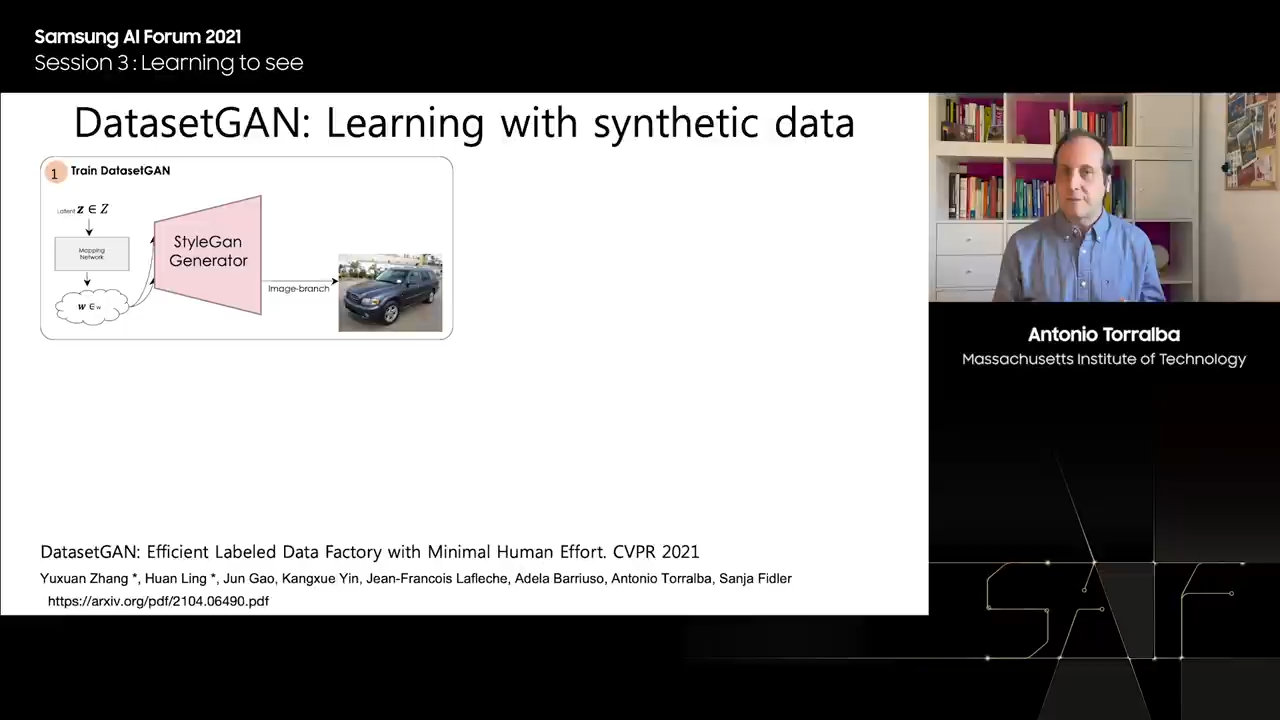 Samsung AI Forum 2021
Session 3 : Learning to see
DatasetGAN: Learning with synthetic data
1 Train DatasetGAN
Latent z ∈ Z
Mapping
Network
w ∈ w
StyleGan
Generator
Image-branch
DatasetGAN: Efficient Labeled Data Factory with Minimal Human Effort. CVPR 2021
Yuxuan Zhang *, Huan Ling *, Jun Gao, Kangxue Yin, Jean-Francois Lafleche, Adela Barriuso, Antonio Torralba, Sanja Fidler
https://arxiv.org/pdf/2104.06490.pdf
Antonio Torralba
Massachusetts Institute of Technology